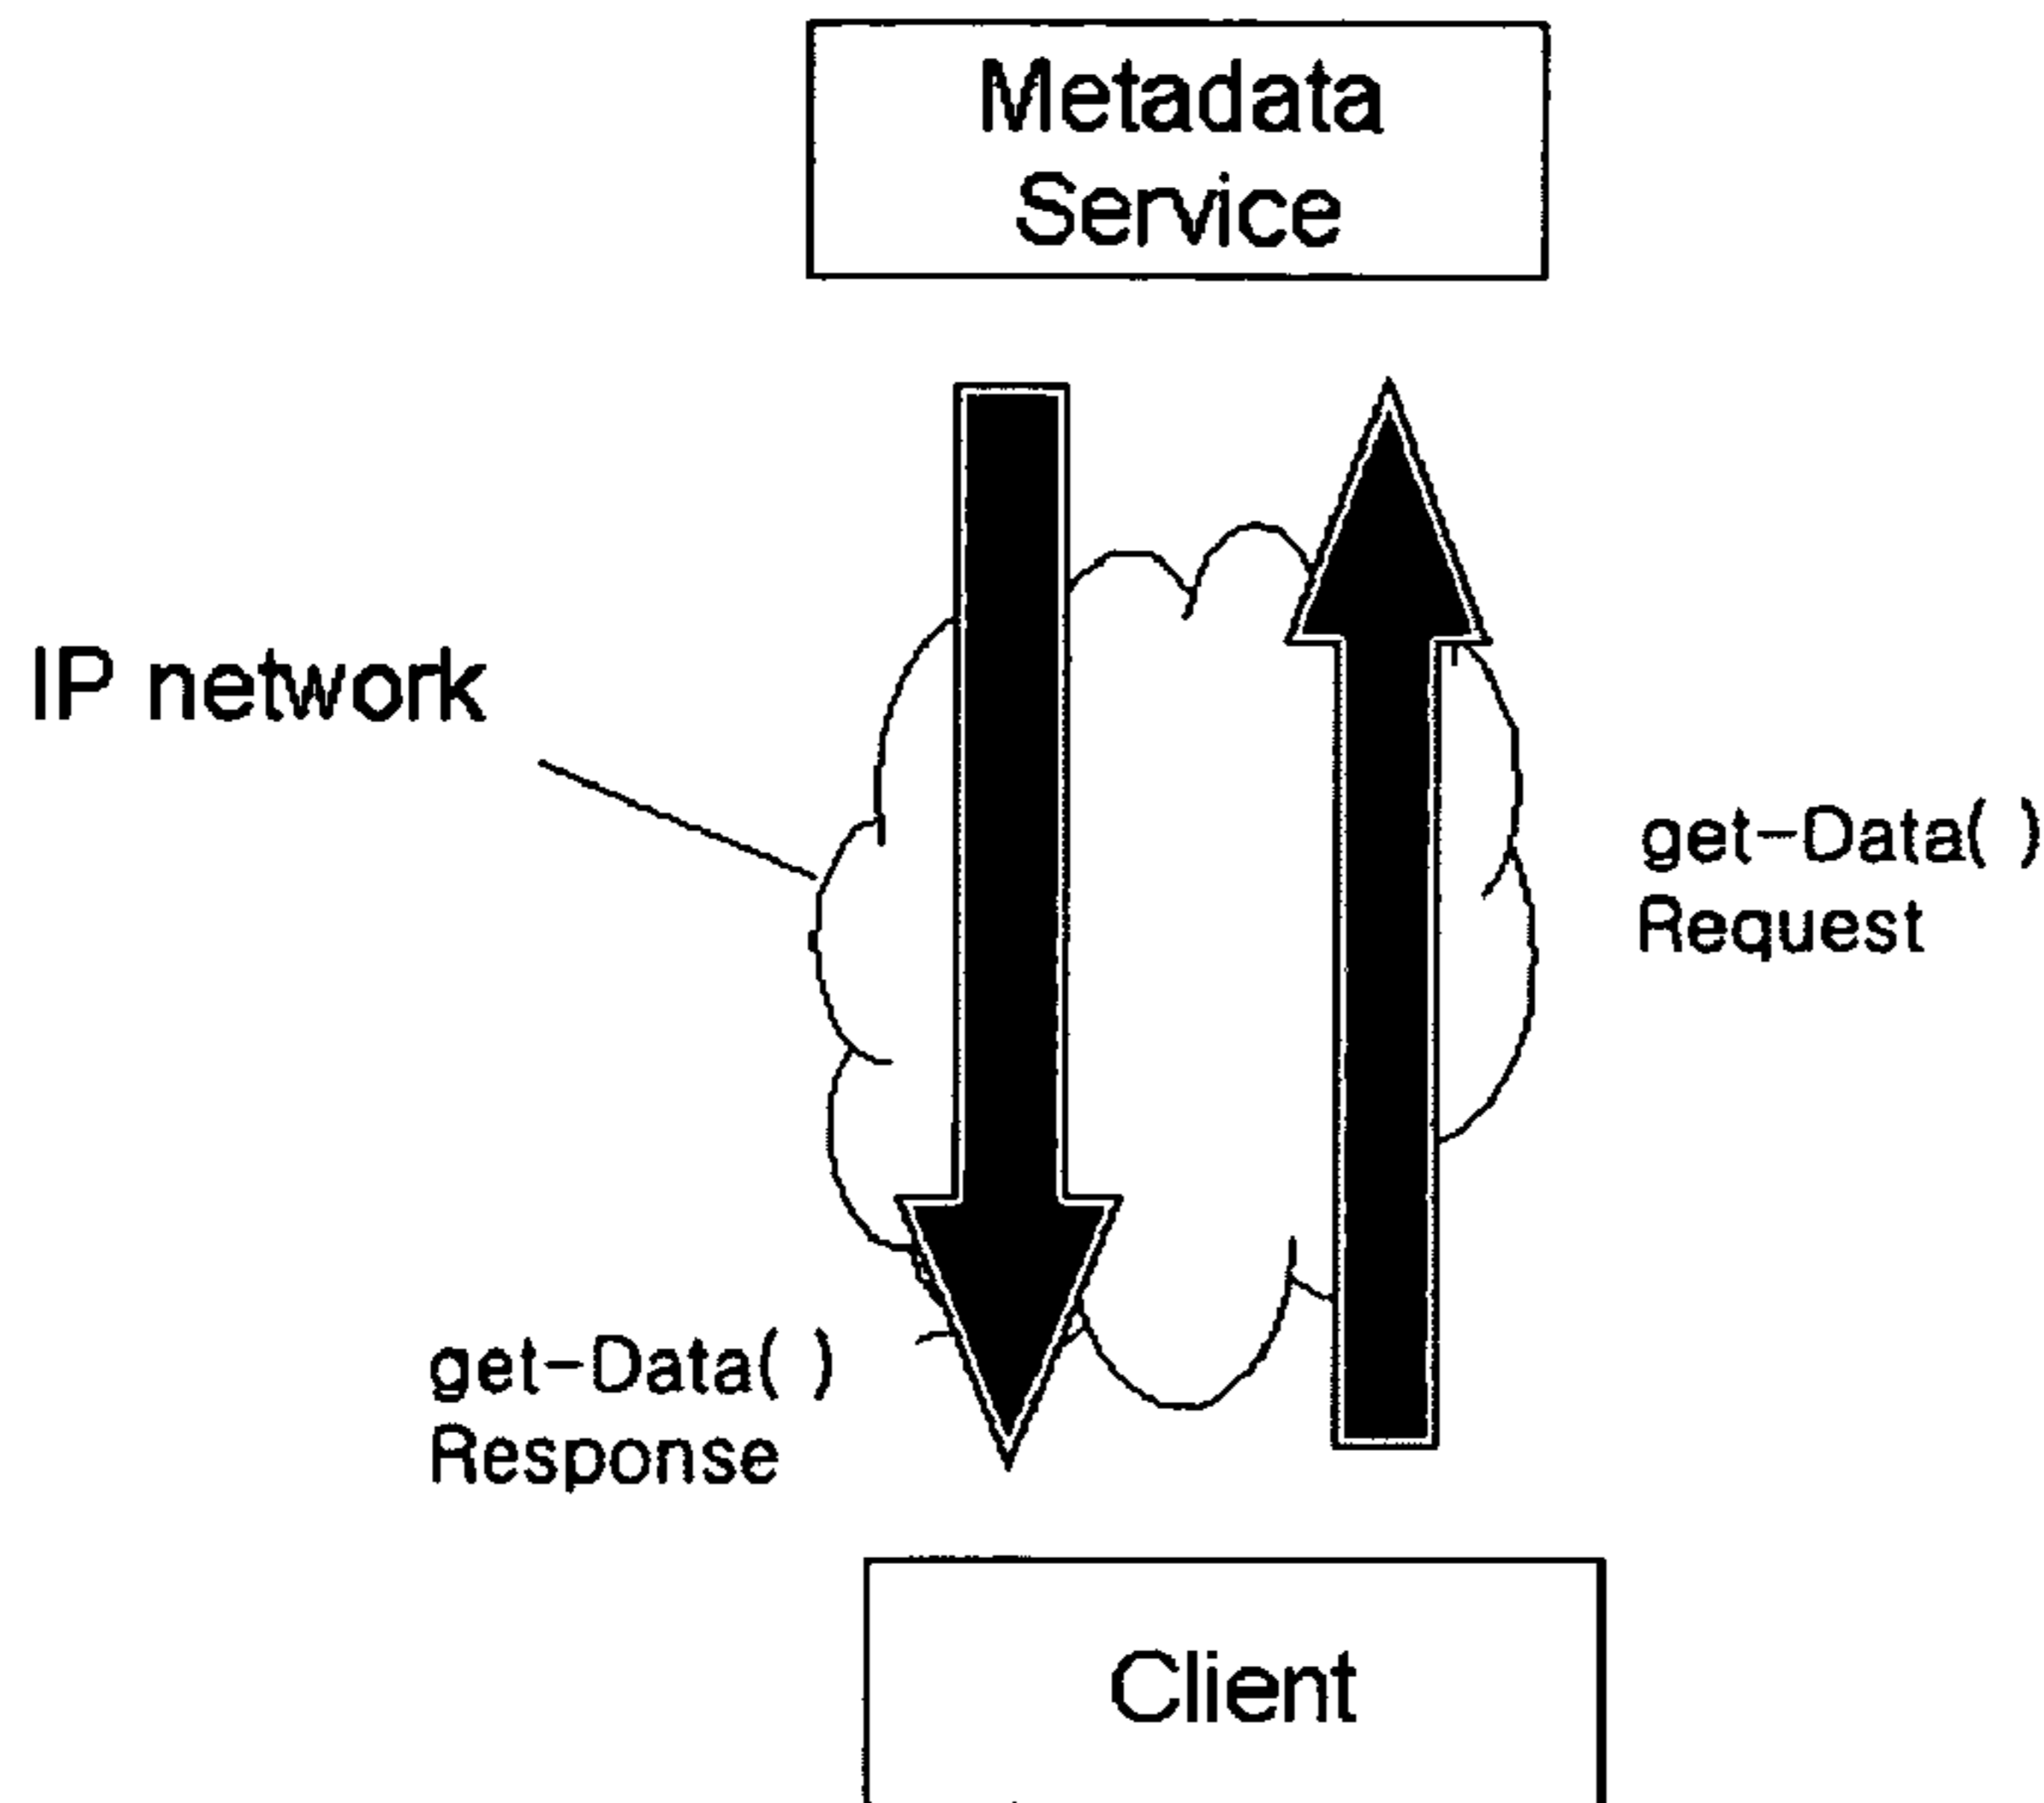 Metadata
Service
IP network
get-Data( )
Request
get-Data( )
Response
Client